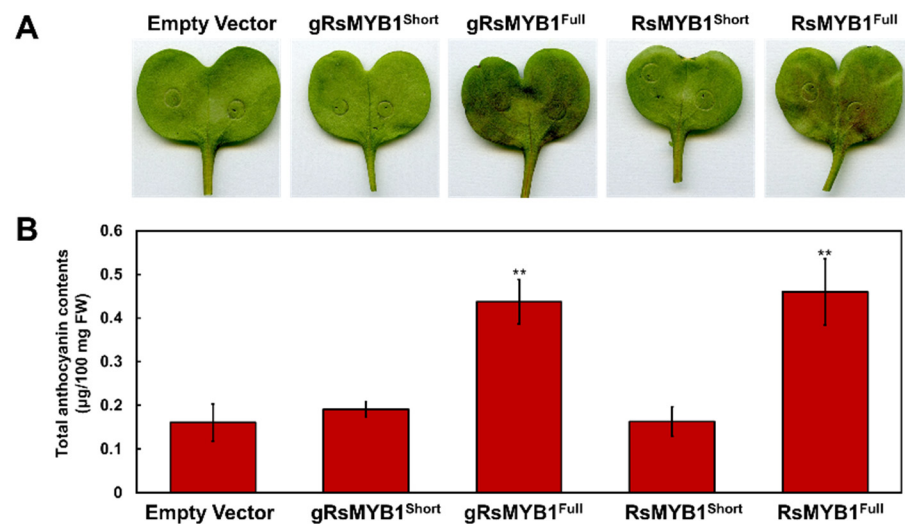 A
Empty Vector gRsMYB1Short gRsMYB1Full RsMYB1Short RsMYB1Full
B
Total anthocyanin contents
(μg/100 mg FW)
0.6
0.5
0.4
0.3
0.2
0.1
0
** **
Empty Vector gRsMYB1Short gRsMYB1Full RsMYB1Short RsMYB1Full